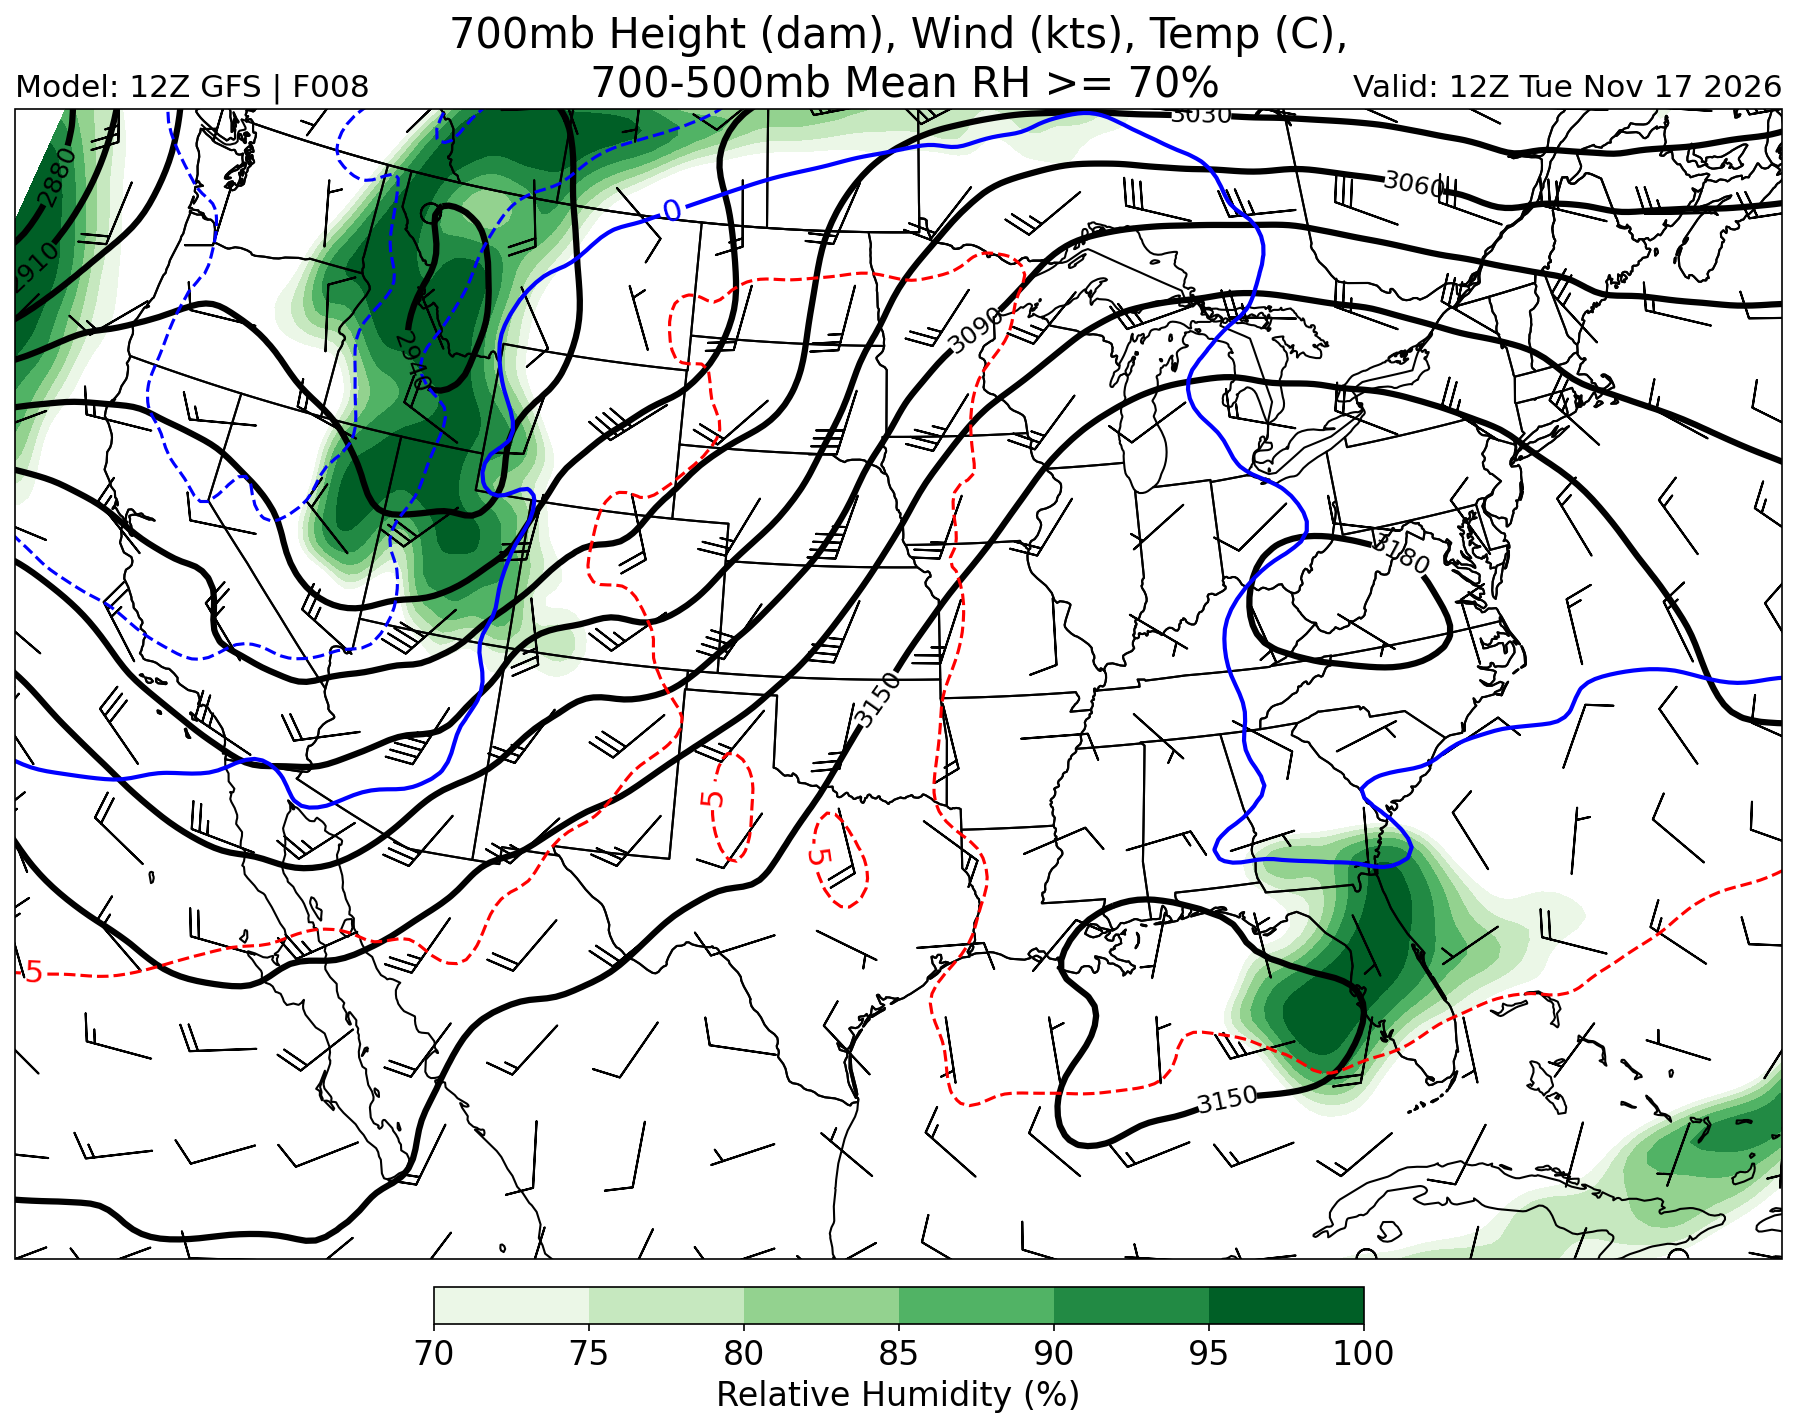 700mb Height (dam), Wind (kts), Temp (C),
Model: 12Z GFS | F008
700-500mb Mean RH >= 70%
Valid: 12Z Tue Nov 17 2026
3030
2880
3060
0
2910
3090
2940
3180
3150
5
5
5
3150
70 75 80 85 90 95 100
Relative Humidity (%)